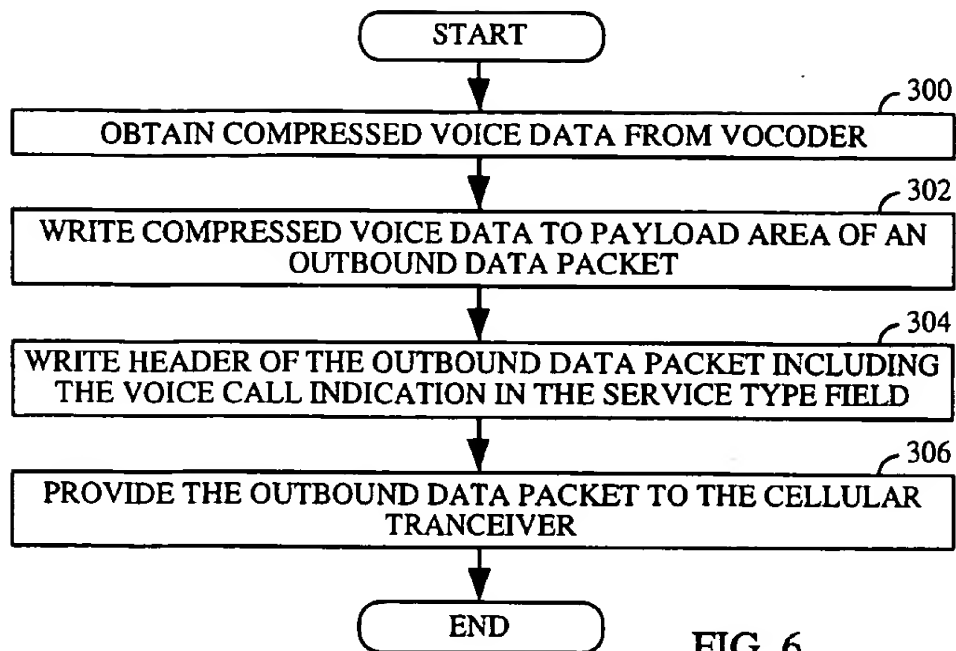 START
300
OBTAIN COMPRESSED VOICE DATA FROM VOCODER
302
WRITE COMPRESSED VOICE DATA TO PAYLOAD AREA OF AN
OUTBOUND DATA PACKET
304
WRITE HEADER OF THE OUTBOUND DATA PACKET INCLUDING
THE VOICE CALL INDICATION IN THE SERVICE TYPE FIELD
306
PROVIDE THE OUTBOUND DATA PACKET TO THE CELLULAR
TRANCEIVER
END
FIG. 6